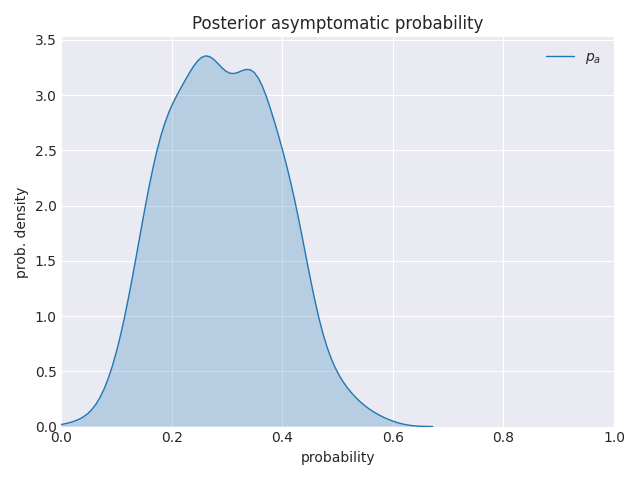 Posterior asymptomatic probability
3.5
3.0
2.5
2.0
1.5
1.0
0.5
0.0
prob. density
0.0 0.2 0.4 0.6 0.8 1.0
probability
pₐ